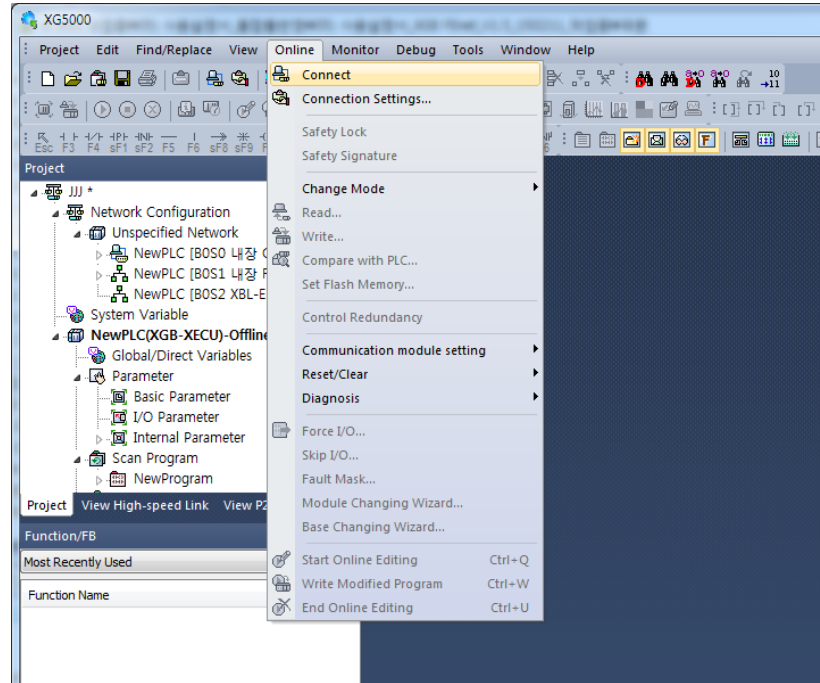 XG5000
Project Edit Find/Replace View Online Monitor Debug Tools Window Help
Esc F3 F4 sF1 sF2 F5 F6 sF8 sF9
Project
JJJ *
Network Configuration
Unspecified Network
NewPLC [B0S0 내장
NewPLC [B0S1 내장
NewPLC [B0S2 XBL-E
System Variable
NewPLC(XGB-XECU)-Offline
Global/Direct Variables
Parameter
Basic Parameter
I/O Parameter
Internal Parameter
Scan Program
NewProgram
Project View High-speed Link View P2
Function/FB
Most Recently Used
Function Name
Connect
Connection Settings...
Safety Lock
Safety Signature
Change Mode
Read...
Write...
Compare with PLC...
Set Flash Memory...
Control Redundancy
Communication module setting
Reset/Clear
Diagnosis
Force I/O...
Skip I/O...
Fault Mask...
Module Changing Wizard...
Base Changing Wizard...
Start Online Editing Ctrl+Q
Write Modified Program Ctrl+W
End Online Editing Ctrl+U